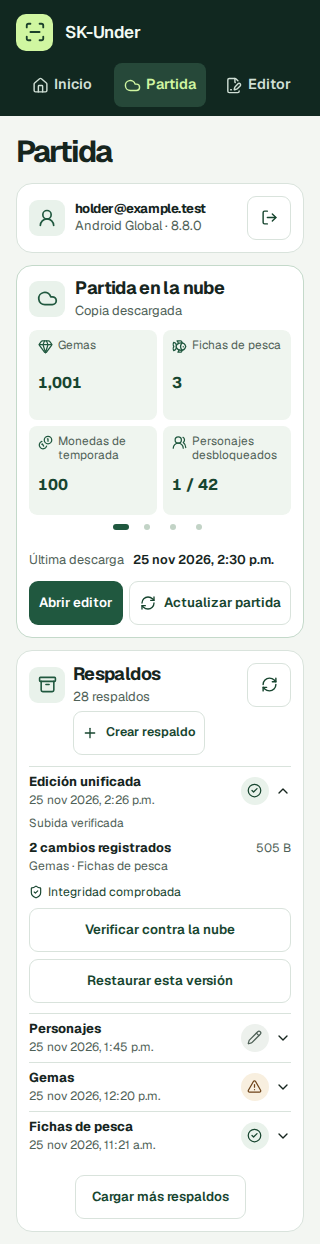 SK-Under
Inicio
Partida
Editor
Partida
holder@example.test
Android Global · 8.8.0
Partida en la nube
Copia descargada
Gemas
1,001
Fichas de pesca
3
Monedas de
temporada
100
Personajes
desbloqueados
1 / 42
Última descarga 25 nov 2026, 2:30 p.m.
Abrir editor
Actualizar partida
Respaldos
28 respaldos
Crear respaldo
Edición unificada
25 nov 2026, 2:26 p.m.
Subida verificada
2 cambios registrados
505 B
Gemas · Fichas de pesca
Integridad comprobada
Verificar contra la nube
Restaurar esta versión
Personajes
25 nov 2026, 1:45 p.m.
Gemas
25 nov 2026, 12:20 p.m.
Fichas de pesca
25 nov 2026, 11:21 a.m.
Cargar más respaldos